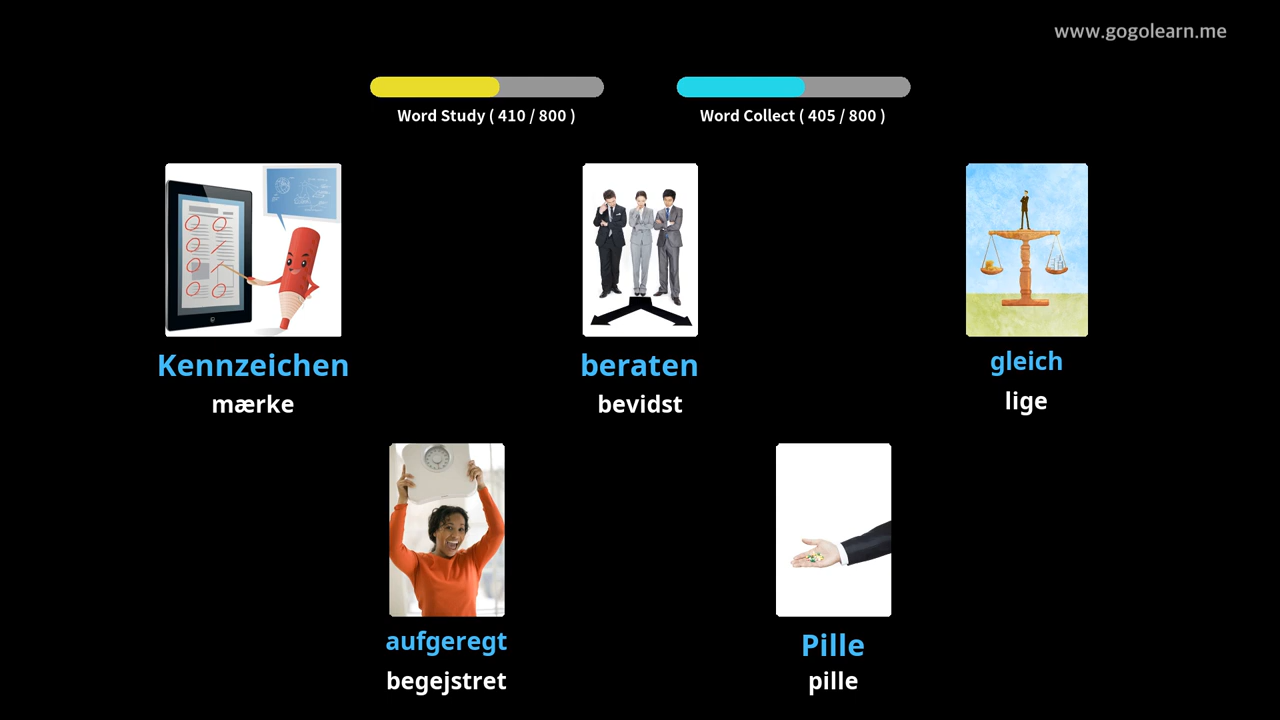 www.gogolearn.me
Word Study ( 410 / 800 )
Word Collect ( 405 / 800 )
Kennzeichen
mærke
beraten
bevidst
gleich
lige
aufgeregt
begejstret
Pille
pille